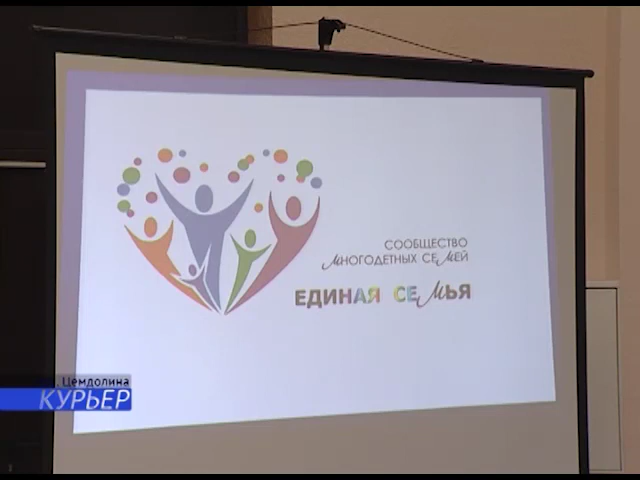 СООБЩЕСТВО
МНОГОДЕТНЫХ СЕМЕЙ
ЕДИНАЯ СЕМЬЯ
. Цемдолина
КУРЬЕР